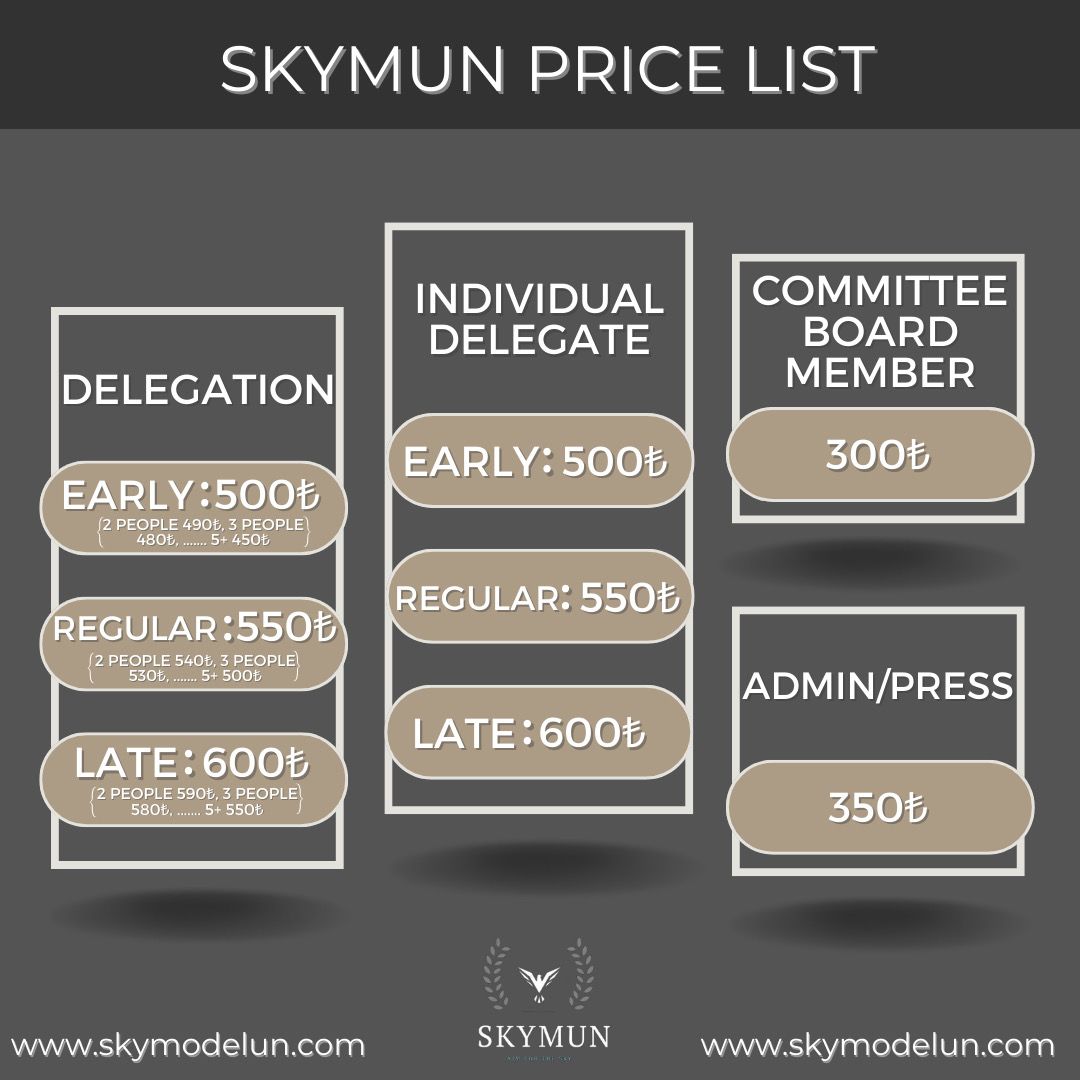 SKYMUN PRICE LIST
DELEGATION
EARLY:500₺
{2 PEOPLE 490₺, 3 PEOPLE
480₺, ....... 5+ 450₺}
REGULAR:550₺
{2 PEOPLE 540₺, 3 PEOPLE
530₺, ....... 5+ 500₺}
LATE:600₺
{2 PEOPLE 590₺, 3 PEOPLE
580₺, ....... 5+ 550₺}
INDIVIDUAL
DELEGATE
EARLY: 500₺
REGULAR: 550₺
LATE:600₺
COMMITTEE
BOARD
MEMBER
300₺
ADMIN/PRESS
350₺
www.skymodelun.com
SKYMUN
www.skymodelun.com